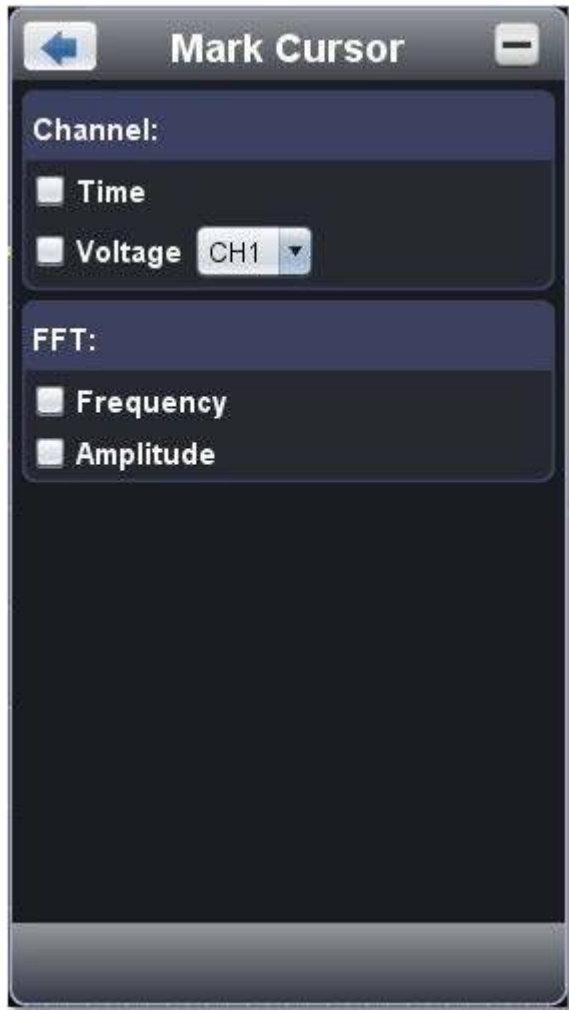 Mark Cursor
Channel:
Time
Voltage CH1
FFT:
Frequency
Amplitude